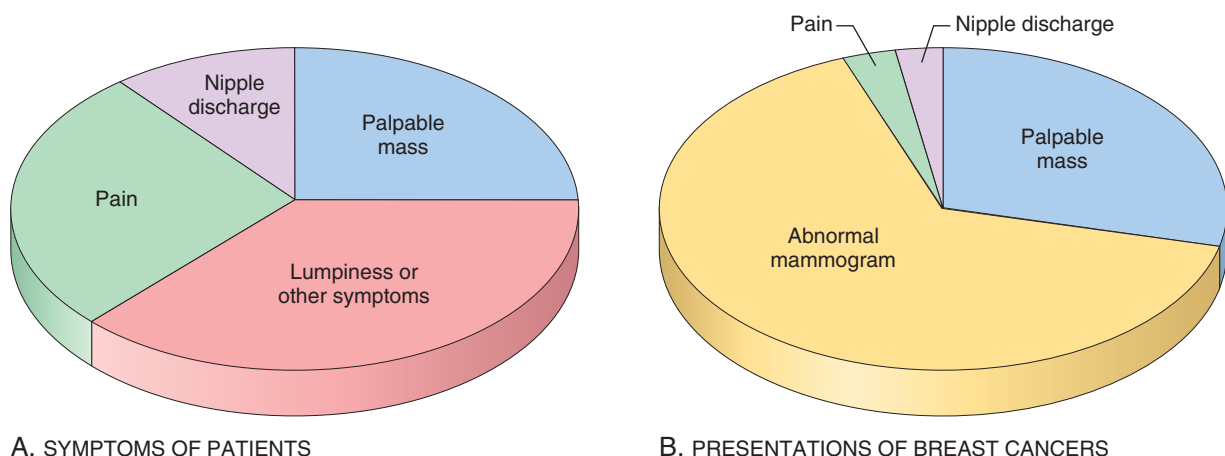 Nipple
discharge
Palpable
mass
Pain
Lumpiness or
other symptoms
A. SYMPTOMS OF PATIENTS
Pain
Nipple discharge
Palpable
mass
Abnormal
mammogram
B. PRESENTATIONS OF BREAST CANCERS